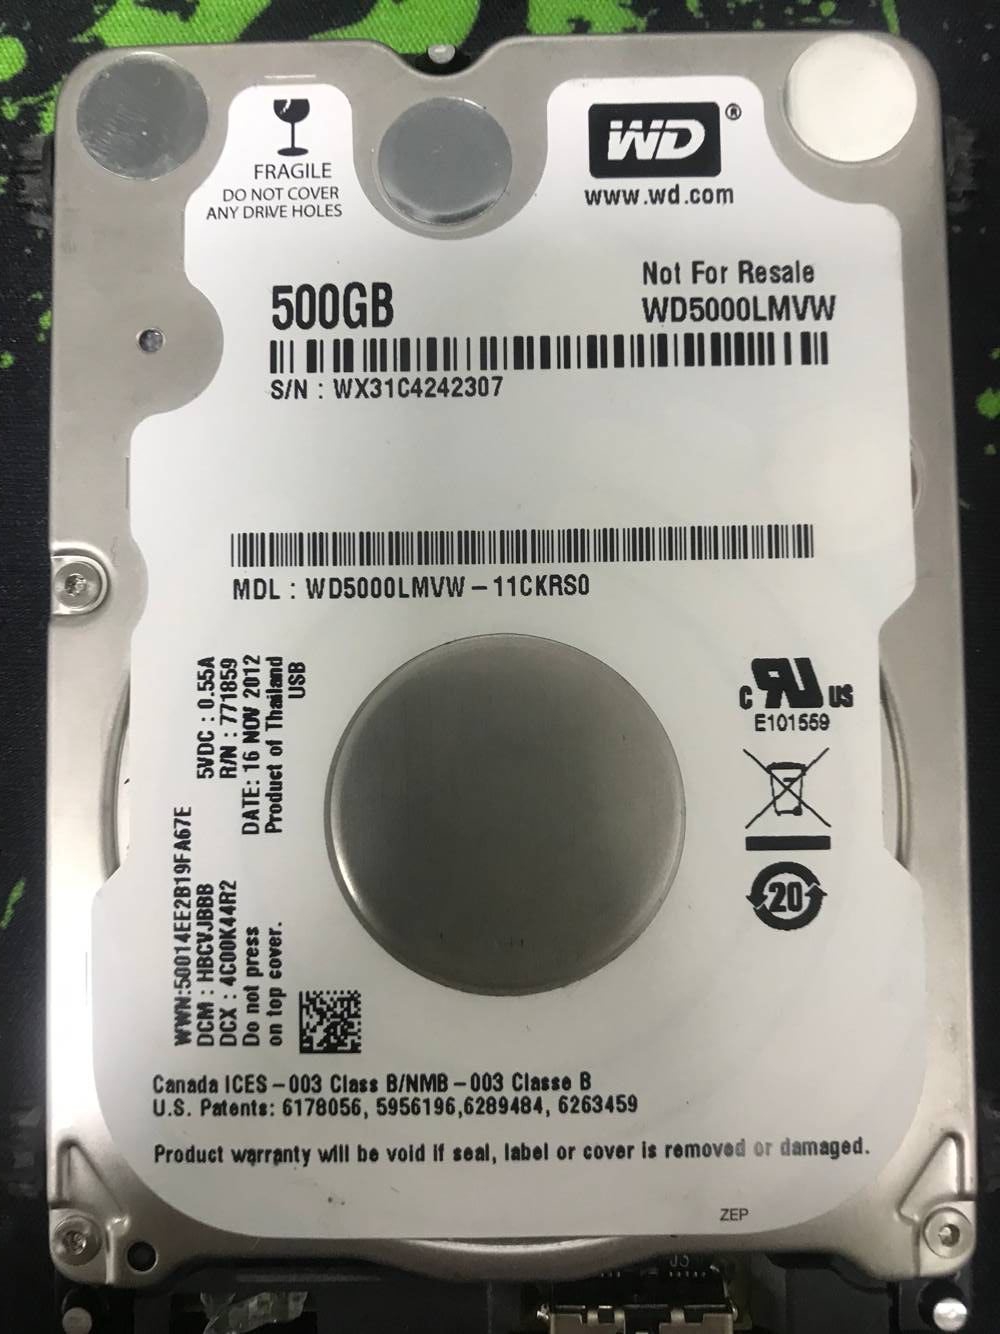 FRAGILE
DO NOT COVER
ANY DRIVE HOLES
WD®
www.wd.com
500GB
Not For Resale
WD5000LMVW
S/N : WX31C4242307
MDL : WD5000LMVW-11CKRS0
5VDC : 0.55A
R/N : 771859
DATE: 16 NOV 2012
Product of Thailand
USB
WWN:50014EE2B19FA67E
DCM : HBCVJBBB
DCX : 4C00K44R2
Do not press
on top cover.
C RU US
E101559
20
Canada ICES-003 Class B/NMB-003 Classe B
U.S. Patents: 6178056, 5956196,6289484, 6263459
Product warranty will be void if seal, label or cover is removed or damaged.
ZEP
J3